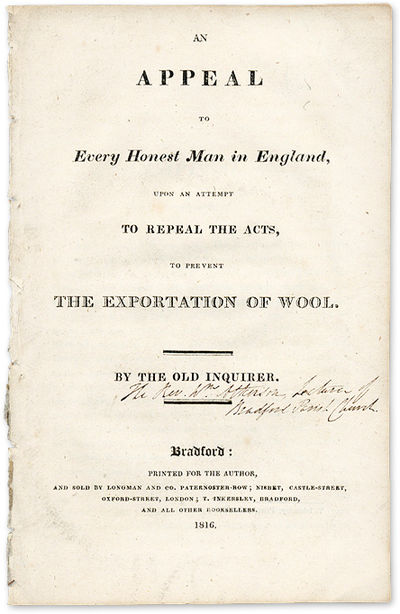 AN
APPEAL
TO
Every Honest Man in England,
UPON AN ATTEMPT
TO REPEAL THE ACTS,
TO PREVENT
THE EXPORTATION OF WOOL.
BY THE OLD INQUIRER.
The Rev. Wm. Atherson, Lecturer of
Bradford Parish Church.
Bradford:
PRINTED FOR THE AUTHOR,
AND SOLD BY LONGMAN AND CO. PATERNOSTER-ROW; NISBET, CASTLE-STREET,
OXFORD-STREET, LONDON; T. INKERSLEY, BRADFORD,
AND ALL OTHER BOOKSELLERS.
1816.